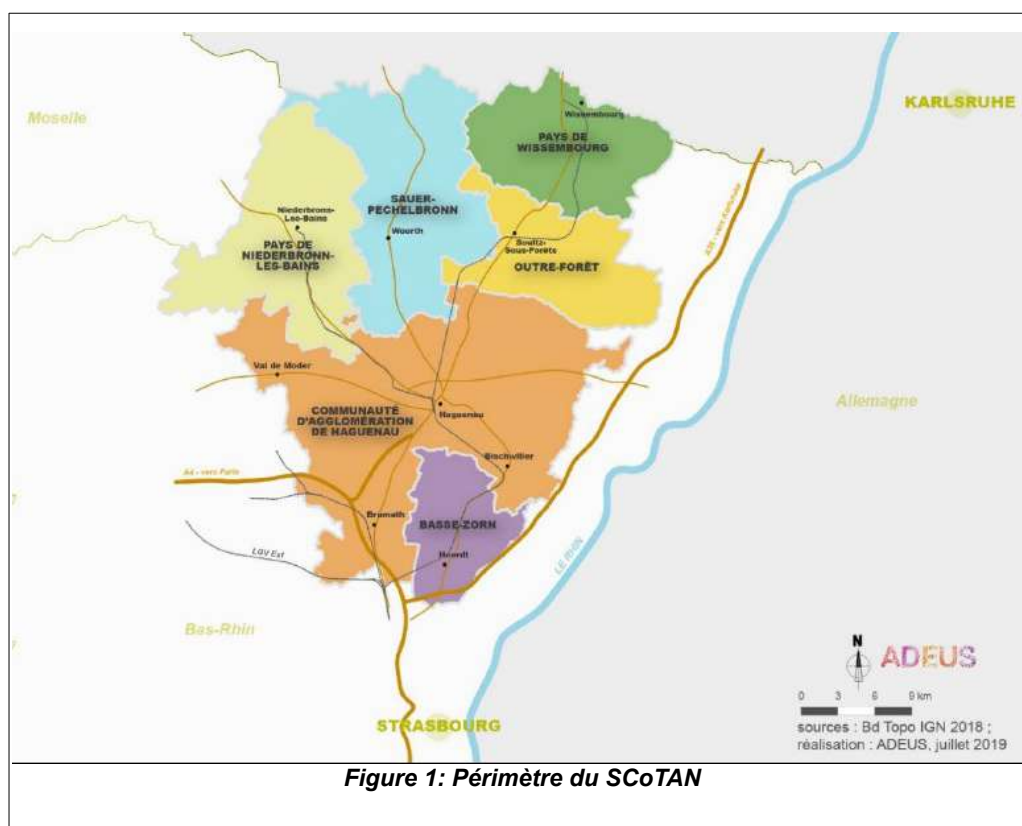 KARLSRUHE
Moselle
Wissembourg
PAYS DE
WISSEMBOURG
A35 - vers Karlsruhe
SAUER-
PECHELBRONN
Niederbronn-
Les-Bains
Woerth
Soultz-
Sous-Forêts
PAYS DE
NIEDERBRONN-
LES-BAINS
OUTRE-FORÊT
Val de Moder
Allemagne
COMMUNAUTÉ
D'AGGLOMÉRATION
DE HAGUENAU
Haguenau
Bischwiller
A4 - vers Paris
Brumath
BASSE-ZORN
LGV Est
Hoerdt
LE RHIN
Bas-Rhin
N
ADEUS
0 3 6 9 km
STRASBOURG
sources : Bd Topo IGN 2018 ;
réalisation : ADEUS, juillet 2019
Figure 1: Périmètre du SCoTAN